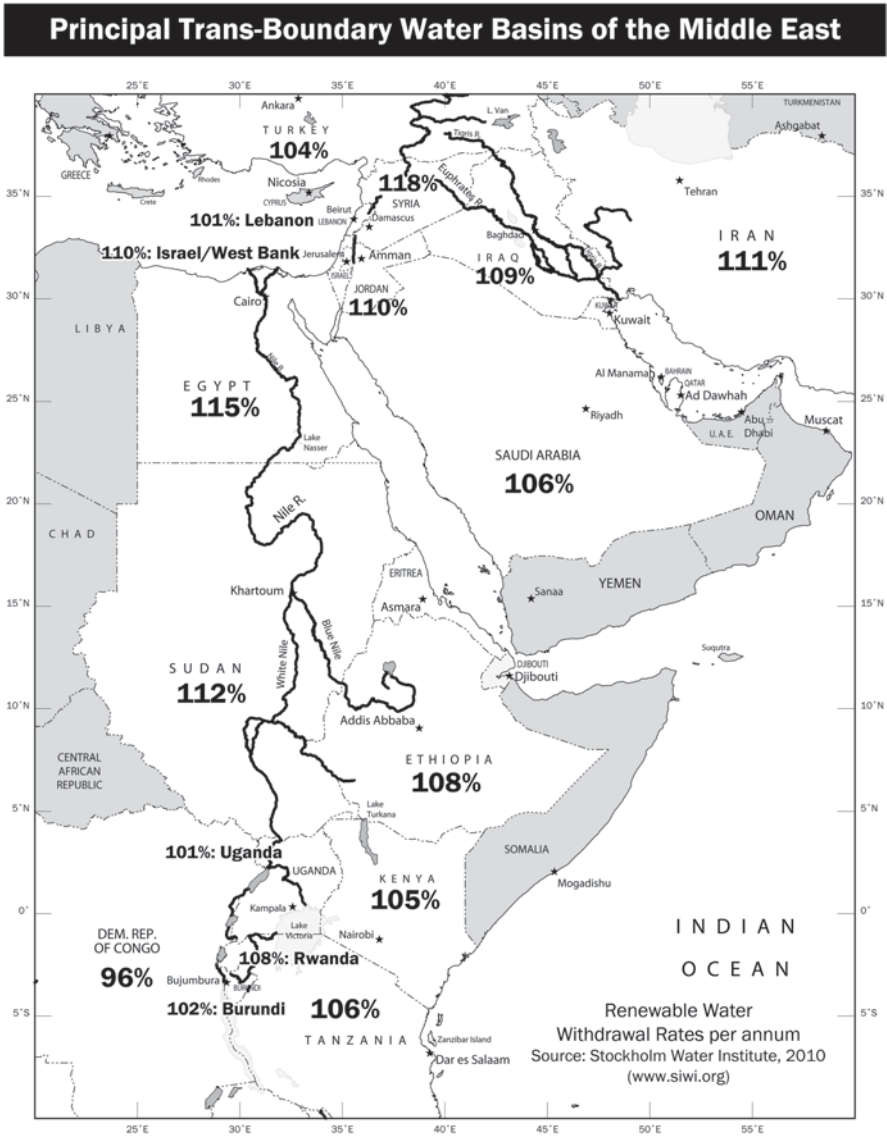 Principal Trans-Boundary Water Basins of the Middle East
25°E 30°E 35°E 40°E 45°E 50°E 55°E
Ankara
TURKEY
104%
L. Van
Tigris R.
TURKMENISTAN
Ashgabat
GREECE
Rhodes
Crete
Nicosia
CYPRUS
35°N
118%
SYRIA
Euphrates R.
Tehran
35°N
101%: Lebanon
Beirut
LEBANON
Damascus
Baghdad
IRAN
111%
110%: Israel/West Bank
Jerusalem
ISRAEL
Amman
IRAQ
109%
JORDAN
110%
30°N
Cairo
Kuwait
30°N
LIBYA
Nile R.
EGYPT
115%
Al Manamah
BAHRAIN
QATAR
Ad Dawhah
25°N
Riyadh
Abu
Dhabi
U.A.E.
Muscat
25°N
Lake
Nasser
SAUDI ARABIA
106%
20°N
Nile R.
OMAN
20°N
CHAD
ERITREA
Asmara
YEMEN
Sanaa
Khartoum
15°N
15°N
Blue Nile
White Nile
Suqutra
SUDAN
112%
DJIBOUTI
Djibouti
10°N
Addis Abbaba
10°N
CENTRAL
AFRICAN
REPUBLIC
ETHIOPIA
108%
5°N
Lake
Turkana
5°N
101%: Uganda
UGANDA
SOMALIA
KENYA
105%
Mogadishu
0°
Kampala
Lake
Victoria
Nairobi
0°
DEM. REP.
OF CONGO
96%
INDIAN
OCEAN
108%: Rwanda
Bujumbura
BURUNDI
102%: Burundi
106%
TANZANIA
5°S
5°S
Zanzibar Island
Dar es Salaam
Renewable Water
Withdrawal Rates per annum
Source: Stockholm Water Institute, 2010
(www.siwi.org)
25°E 30°E 35°E 40°E 45°E 50°E 55°E